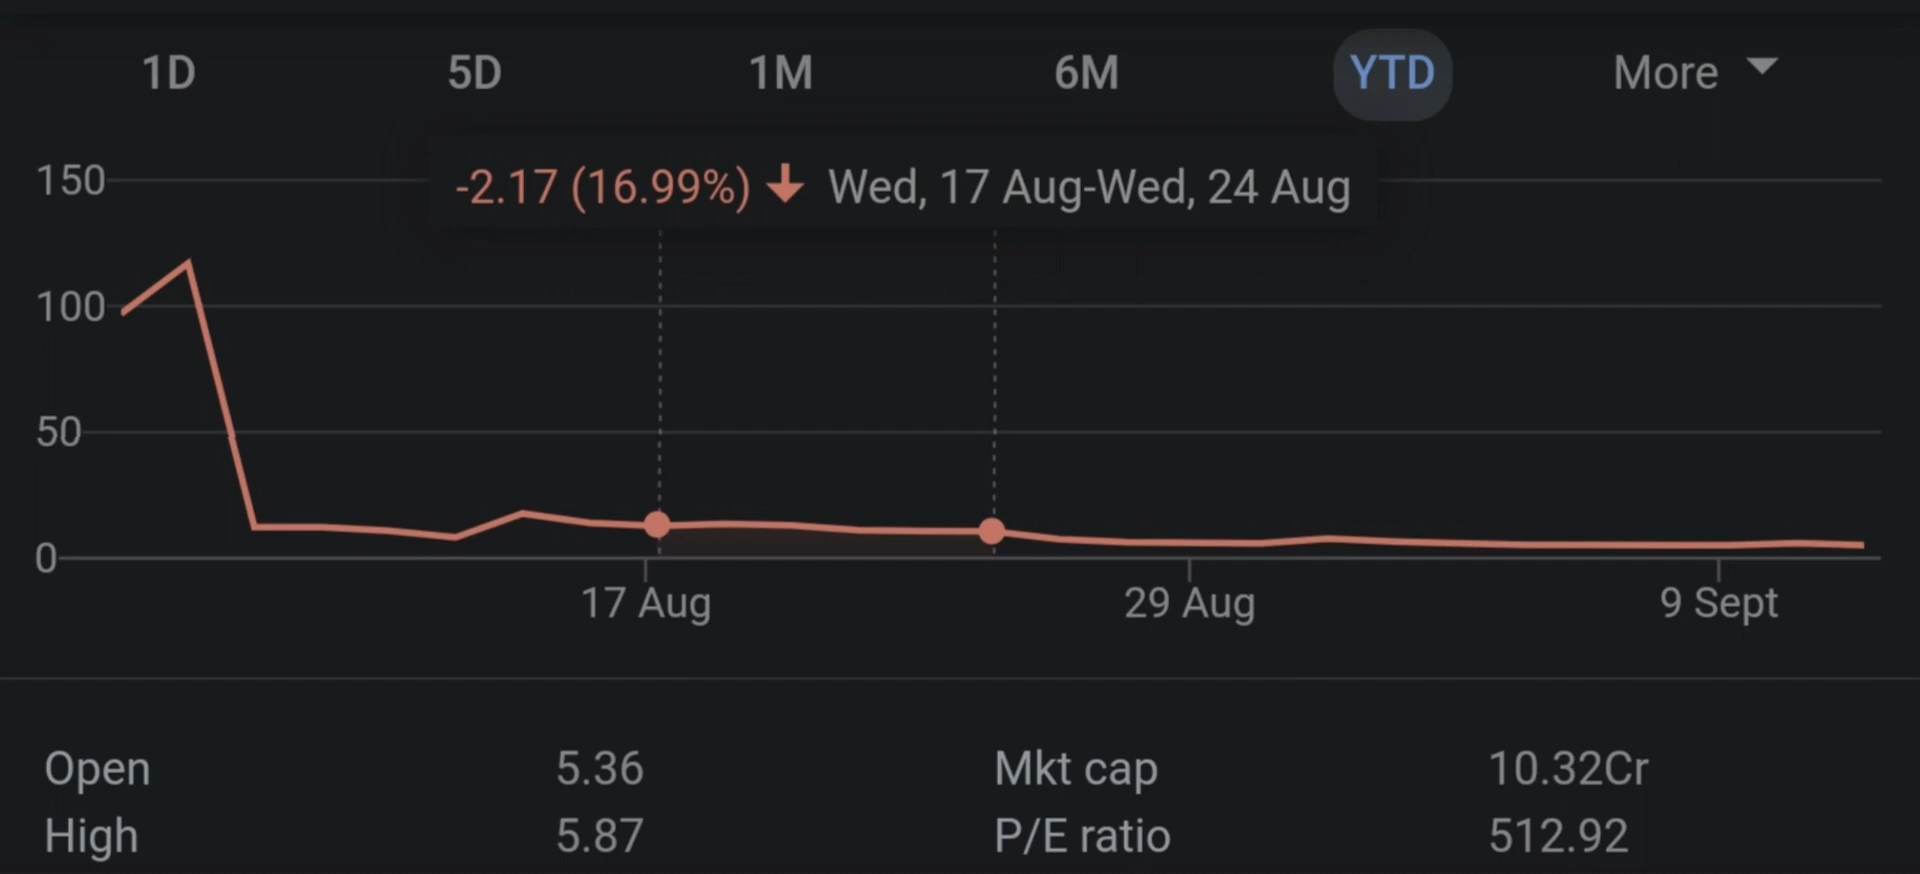 1D 5D 1M 6M YTD More
-2.17 (16.99%) Wed, 17 Aug-Wed, 24 Aug
150
100
50
0
17 Aug 29 Aug 9 Sept
Open 5.36 Mkt cap 10.32Cr
High 5.87 P/E ratio 512.92